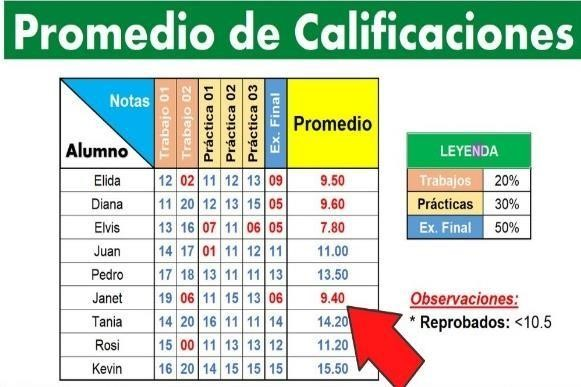 Promedio de Calificaciones
Notas
Alumno
Trabajo 01
Trabajo 02
Práctica 01
Práctica 02
Práctica 03
Ex. Final
Promedio
Elida 12 02 11 12 13 09 9.50
Diana 11 20 12 13 15 05 9.60
Elvis 13 16 07 11 06 05 7.80
Juan 14 17 01 11 12 11 11.00
Pedro 17 18 13 11 11 13 13.50
Janet 19 06 11 15 13 06 9.40
Tania 14 20 16 11 11 14 14.20
Rosi 15 00 11 13 13 12 11.20
Kevin 16 20 14 15 15 15 15.50
LEYENDA
Trabajos 20%
Prácticas 30%
Ex. Final 50%
Observaciones:
* Reprobados: <10.5